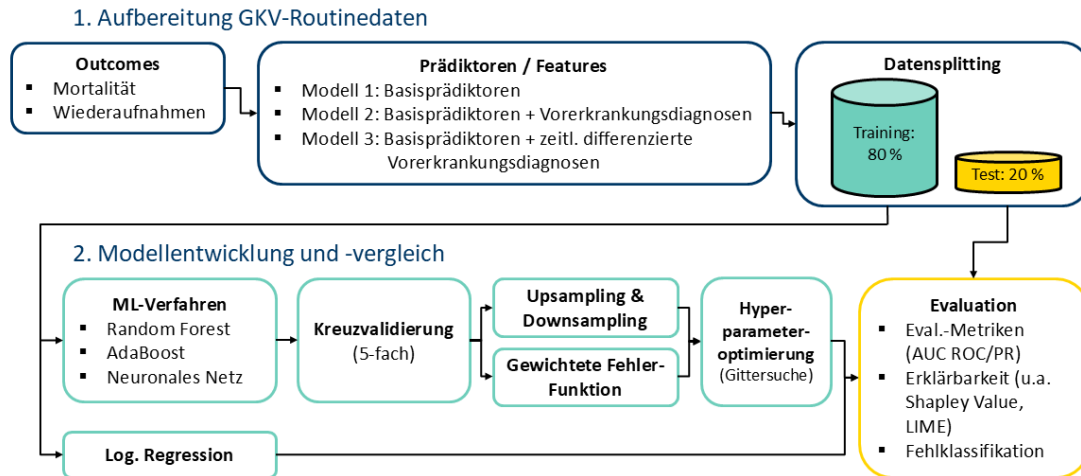 1. Aufbereitung GKV-Routinedaten
Outcomes
▪ Mortalität
▪ Wiederaufnahmen
Prädiktoren / Features
▪ Modell 1: Basisprädiktoren
▪ Modell 2: Basisprädiktoren + Vorerkrankungsdiagnosen
▪ Modell 3: Basisprädiktoren + zeitl. differenzierte
Vorerkrankungsdiagnosen
Datensplitting
Training:
80 %
Test: 20 %
2. Modellentwicklung und -vergleich
ML-Verfahren
▪ Random Forest
▪ AdaBoost
▪ Neuronales Netz
Kreuzvalidierung
(5-fach)
Upsampling &
Downsampling
Gewichtete Fehler-
Funktion
Hyper-
parameter-
optimierung
(Gittersuche)
Log. Regression
Evaluation
▪ Eval.-Metriken
(AUC ROC/PR)
▪ Erklärbarkeit (u.a.
Shapley Value,
LIME)
▪ Fehlklassifikation